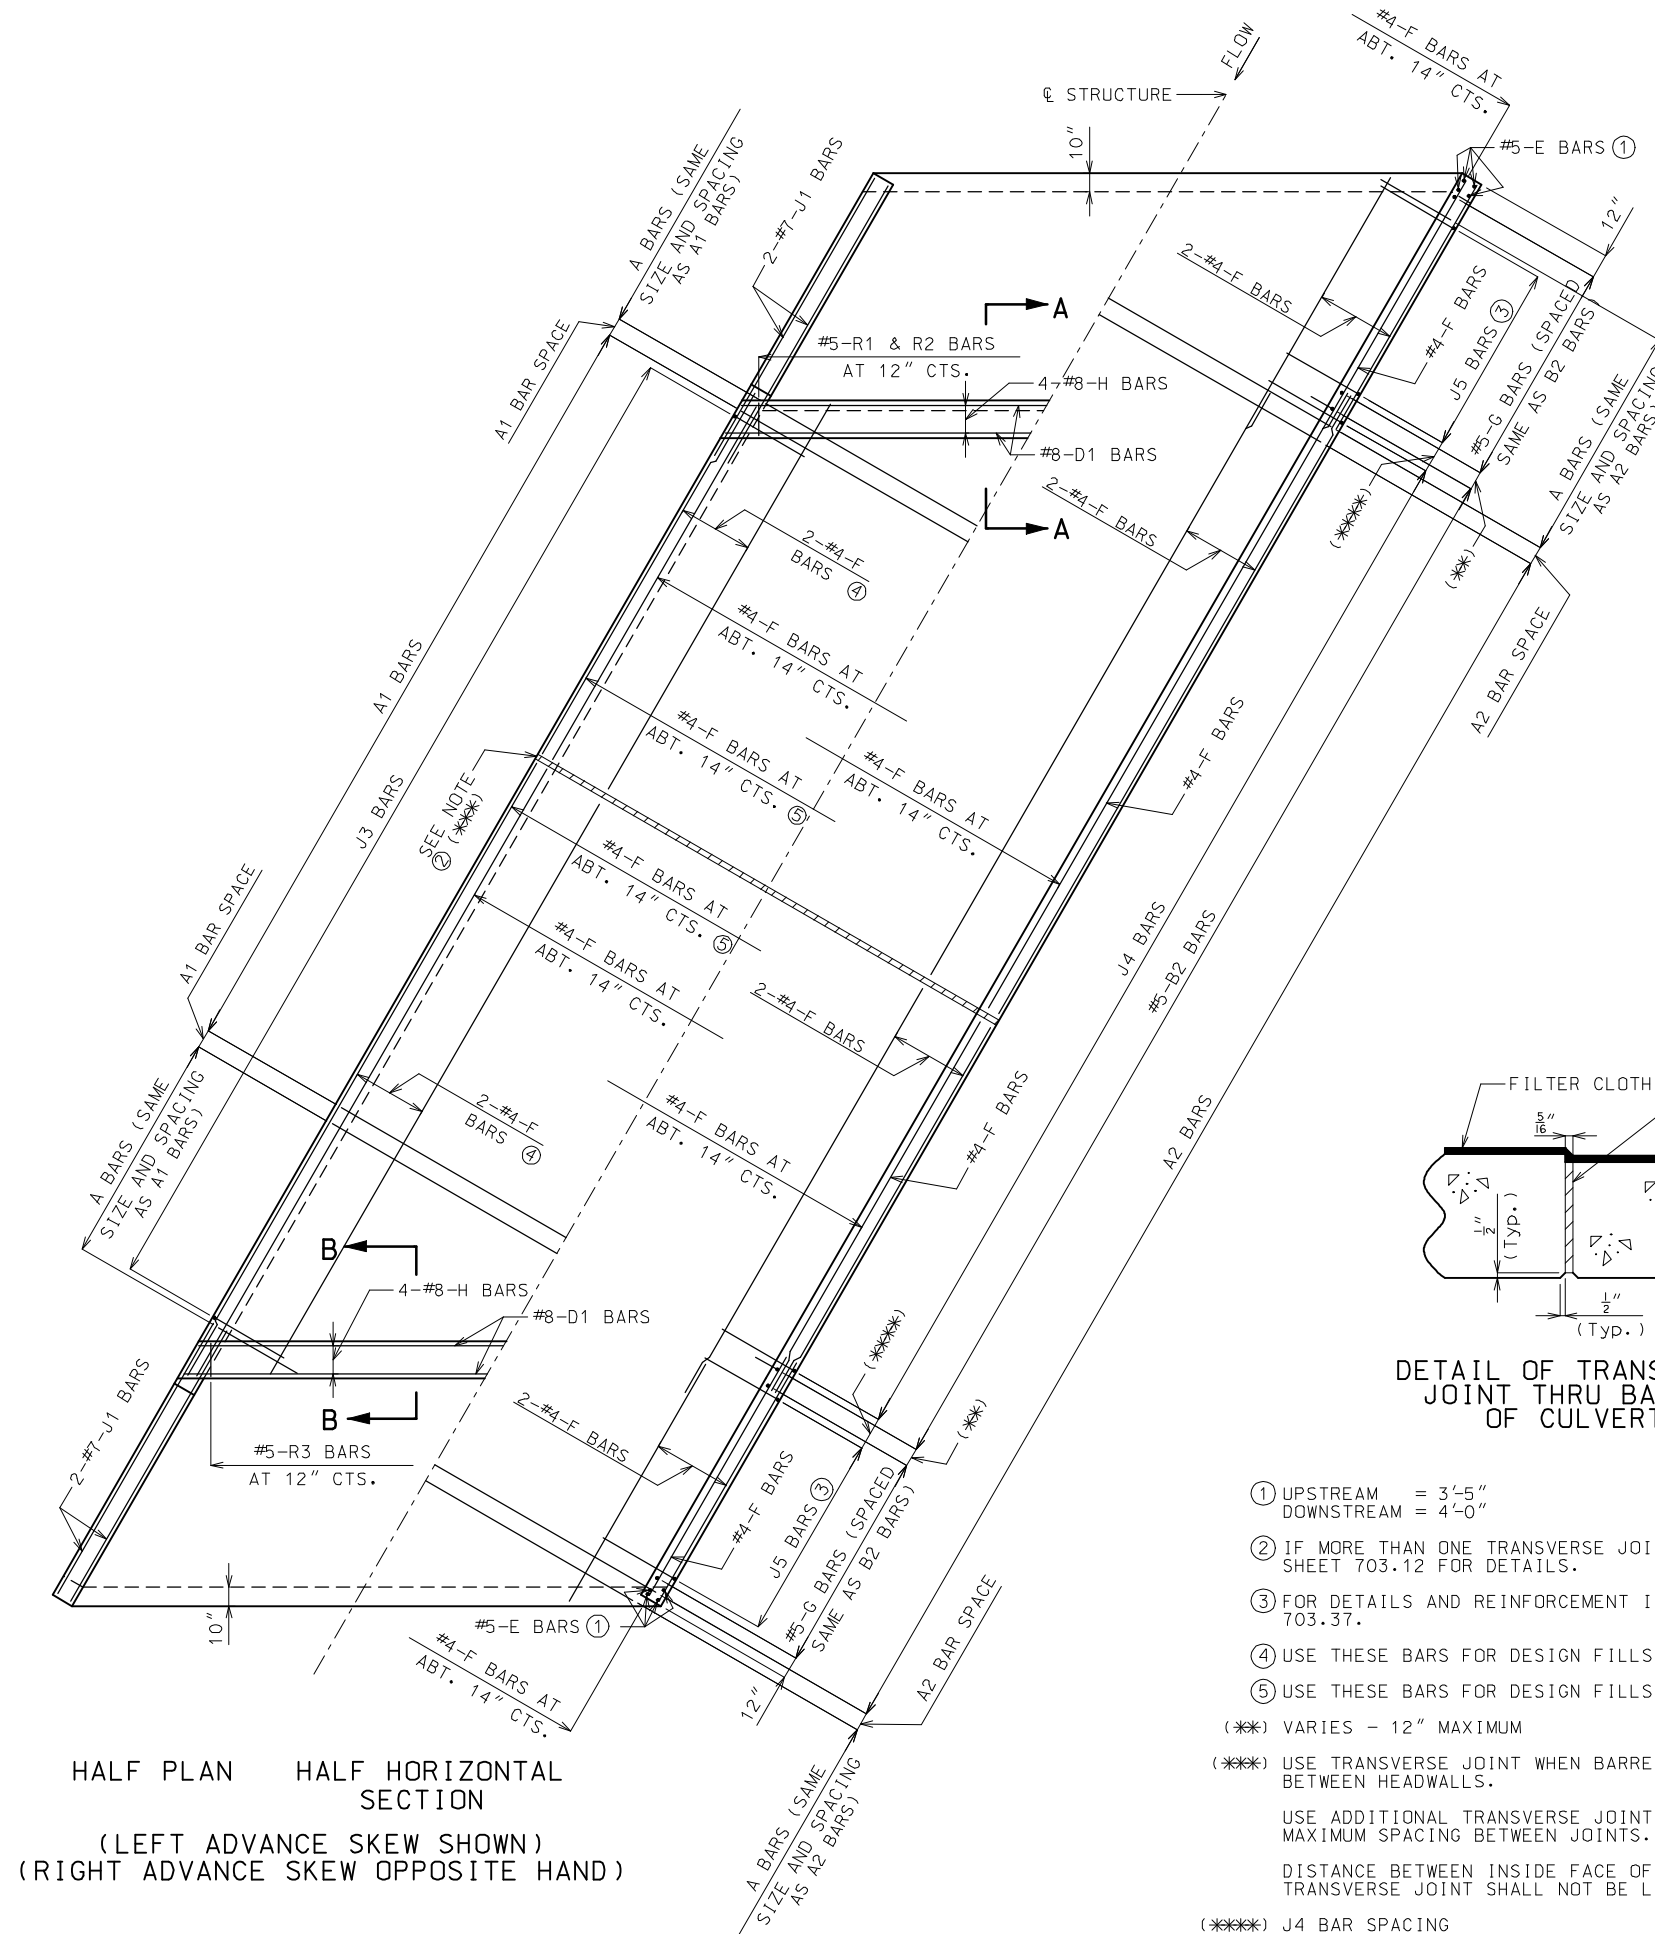 #4-F BARS AT
ABT. 14" CTS.
FLOW
℄ STRUCTURE
10"
#5-E BARS ①
12"
A BARS (SAME
SIZE AND SPACING
AS A1 BARS)
2-#7-J1 BARS
A1 BAR SPACE
#5-R1 & R2 BARS
AT 12" CTS.
4-#8-H BARS
#8-D1 BARS
A
A
2-#4-F BARS
#4-F BARS
J5 BARS ③
#5-G BARS (SPACED
SAME AS B2 BARS)
A BARS (SAME
SIZE AND SPACING
AS A2 BARS)
2-#4-F BARS
(****)
(**)
A2 BAR SPACE
2-#4-F
BARS ④
#4-F BARS AT
ABT. 14" CTS.
#4-F BARS AT
ABT. 14" CTS. ⑤
#4-F BARS AT
ABT. 14" CTS.
#4-F BARS
A1 BARS
J3 BARS
SEE NOTE
② (***)
#4-F BARS AT
ABT. 14" CTS. ⑤
#4-F BARS AT
ABT. 14" CTS.
2-#4-F BARS
J4 BARS
#5-B2 BARS
A2 BARS
A1 BAR SPACE
A BARS (SAME
SIZE AND SPACING
AS A1 BARS)
2-#4-F
BARS ④
#4-F BARS AT
ABT. 14" CTS.
#4-F BARS
B
B
4-#8-H BARS
#8-D1 BARS
2-#7-J1 BARS
#5-R3 BARS
AT 12" CTS.
2-#4-F BARS
(****)
(**)
#4-F BARS
J5 BARS ③
#5-G BARS (SPACED
SAME AS B2 BARS)
10"
#5-E BARS ①
#4-F BARS AT
ABT. 14" CTS.
12"
A2 BAR SPACE
A BARS (SAME
SIZE AND SPACING
AS A2 BARS)
HALF PLAN HALF HORIZONTAL
SECTION
(LEFT ADVANCE SKEW SHOWN)
(RIGHT ADVANCE SKEW OPPOSITE HAND)
FILTER CLOTH
5/16"
1/2"
(Typ.)
1/2"
(Typ.)
DETAIL OF TRANS
JOINT THRU BA
OF CULVERT
① UPSTREAM = 3'-5"
DOWNSTREAM = 4'-0"
② IF MORE THAN ONE TRANSVERSE JOI
SHEET 703.12 FOR DETAILS.
③ FOR DETAILS AND REINFORCEMENT I
703.37.
④ USE THESE BARS FOR DESIGN FILLS
⑤ USE THESE BARS FOR DESIGN FILLS
(**) VARIES - 12" MAXIMUM
(***) USE TRANSVERSE JOINT WHEN BARRE
BETWEEN HEADWALLS.
USE ADDITIONAL TRANSVERSE JOINT
MAXIMUM SPACING BETWEEN JOINTS.
DISTANCE BETWEEN INSIDE FACE OF
TRANSVERSE JOINT SHALL NOT BE L
(****) J4 BAR SPACING